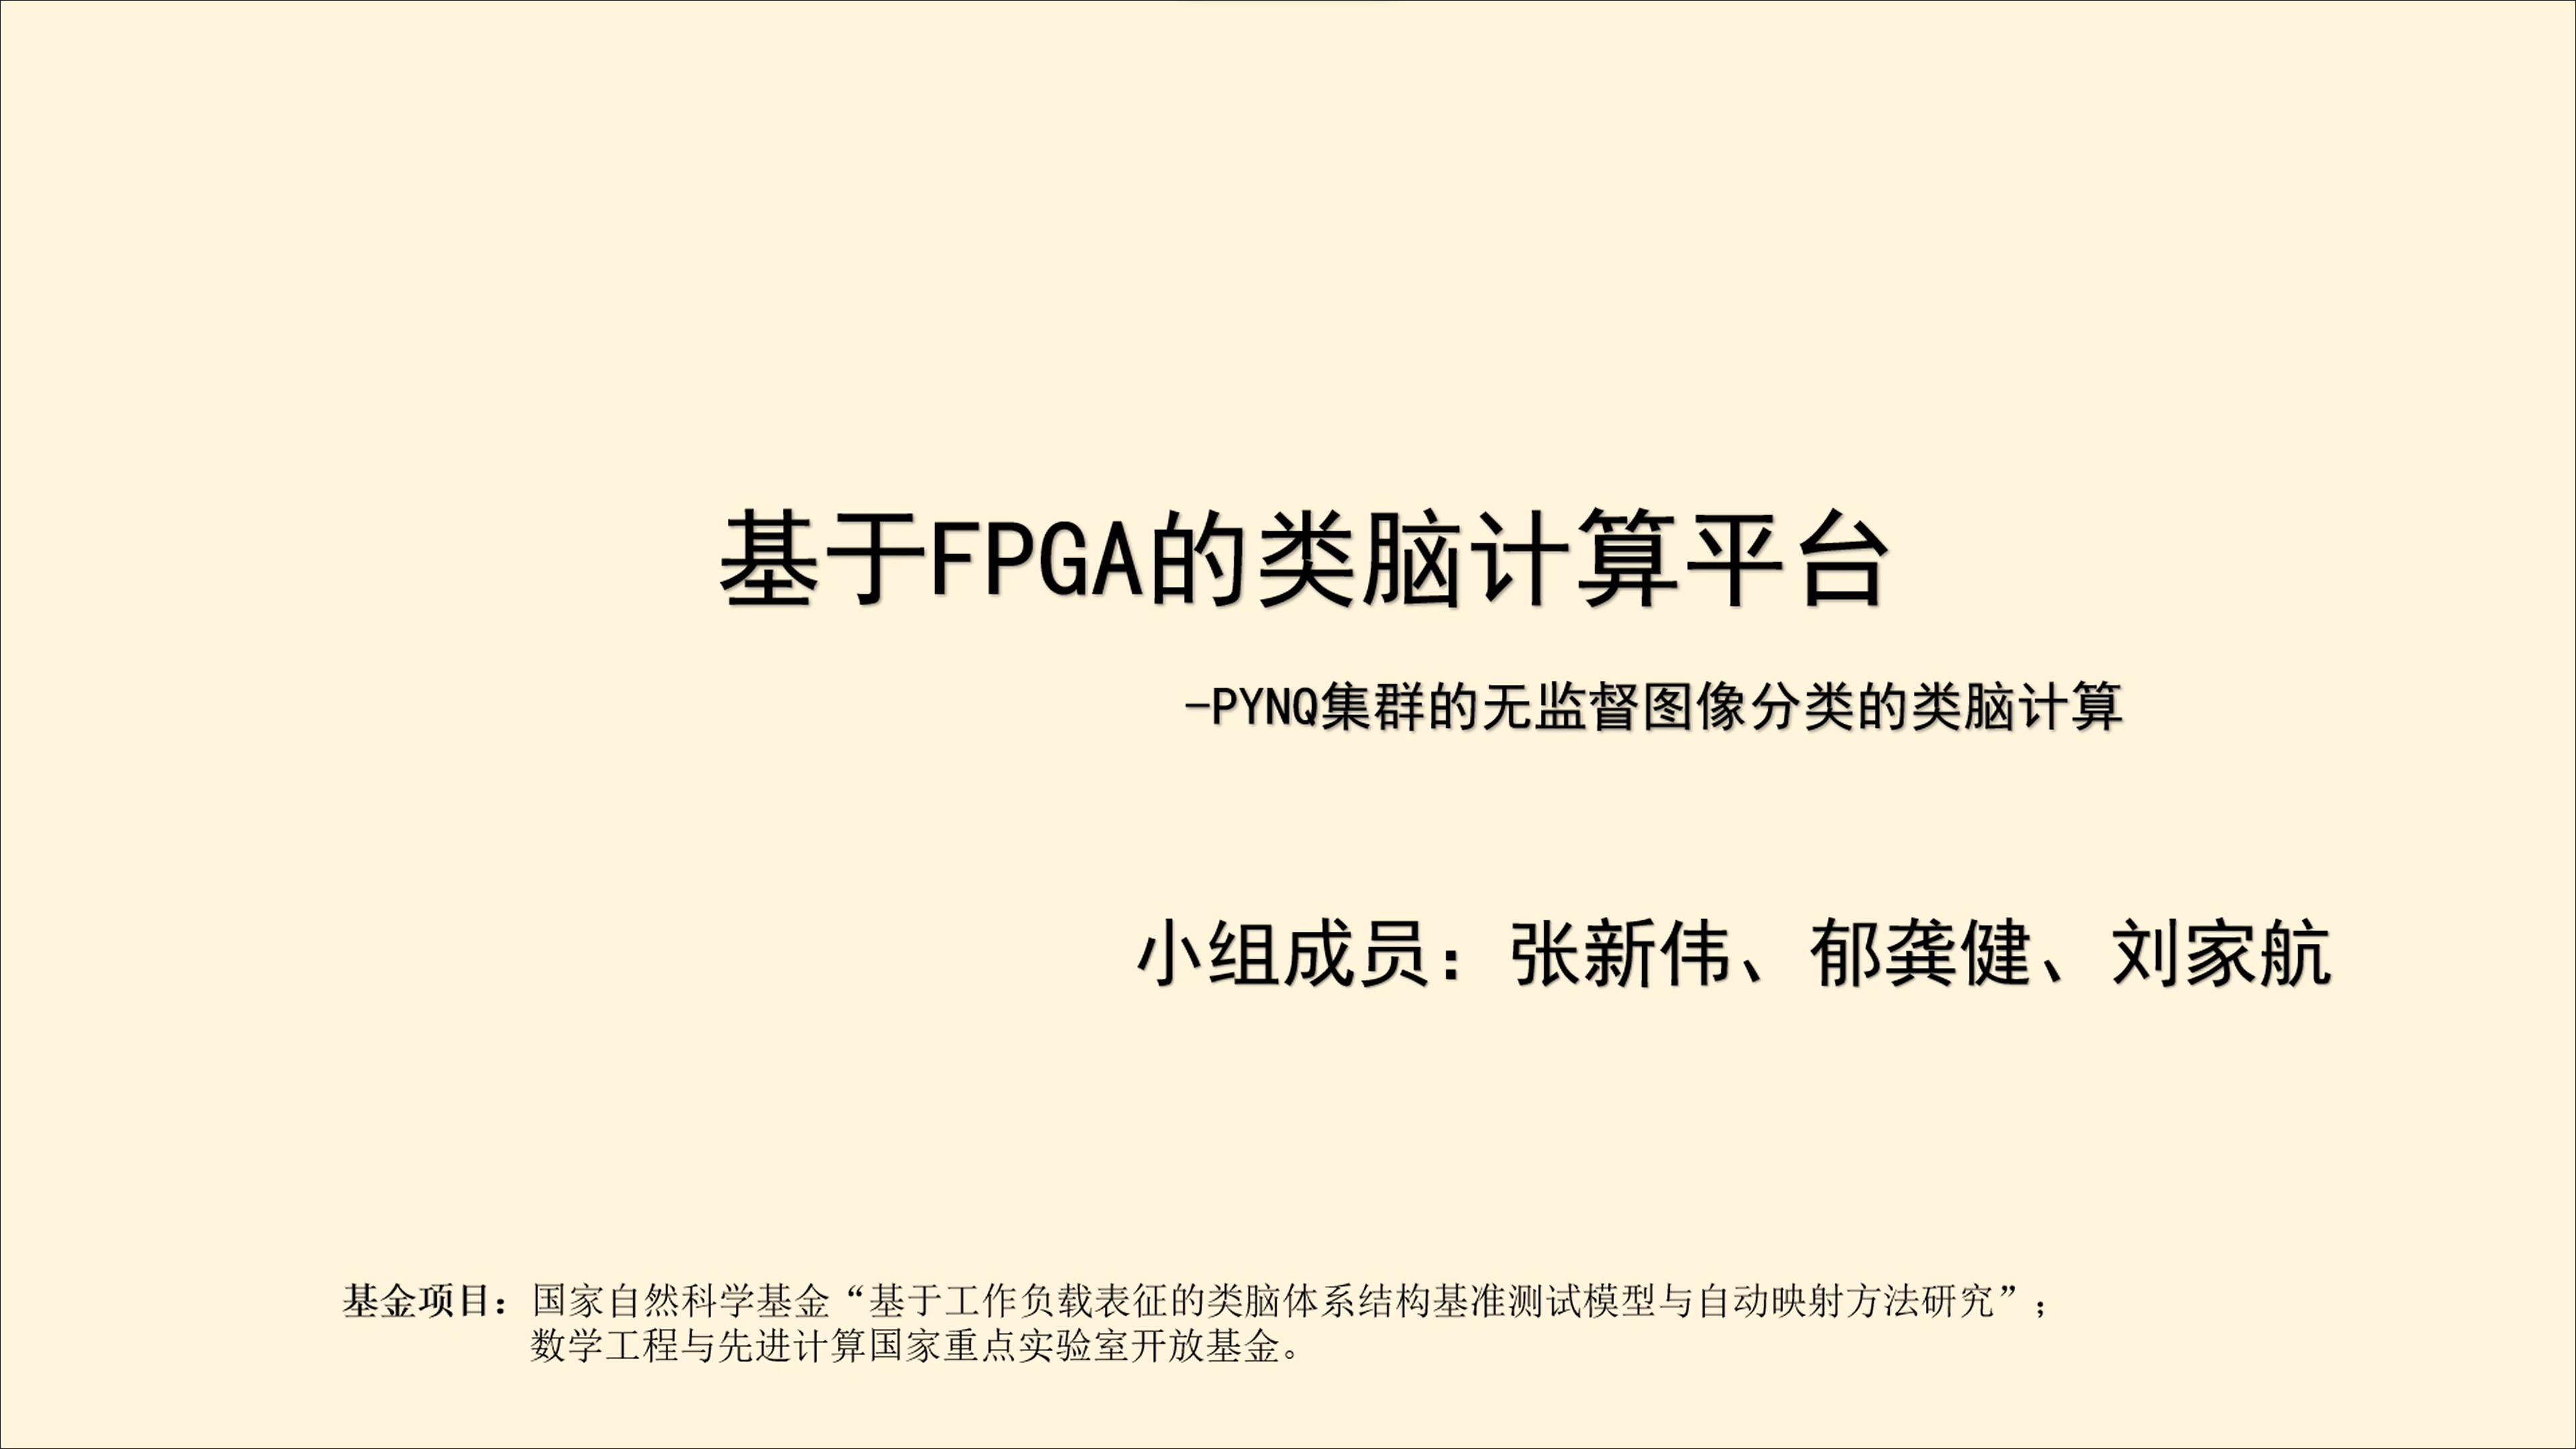 基于FPGA的类脑计算平台
-PYNQ集群的无监督图像分类的类脑计算
小组成员：张新伟、郁龚健、刘家航
基金项目：国家自然科学基金“基于工作负载表征的类脑体系结构基准测试模型与自动映射方法研究”；
数学工程与先进计算国家重点实验室开放基金。